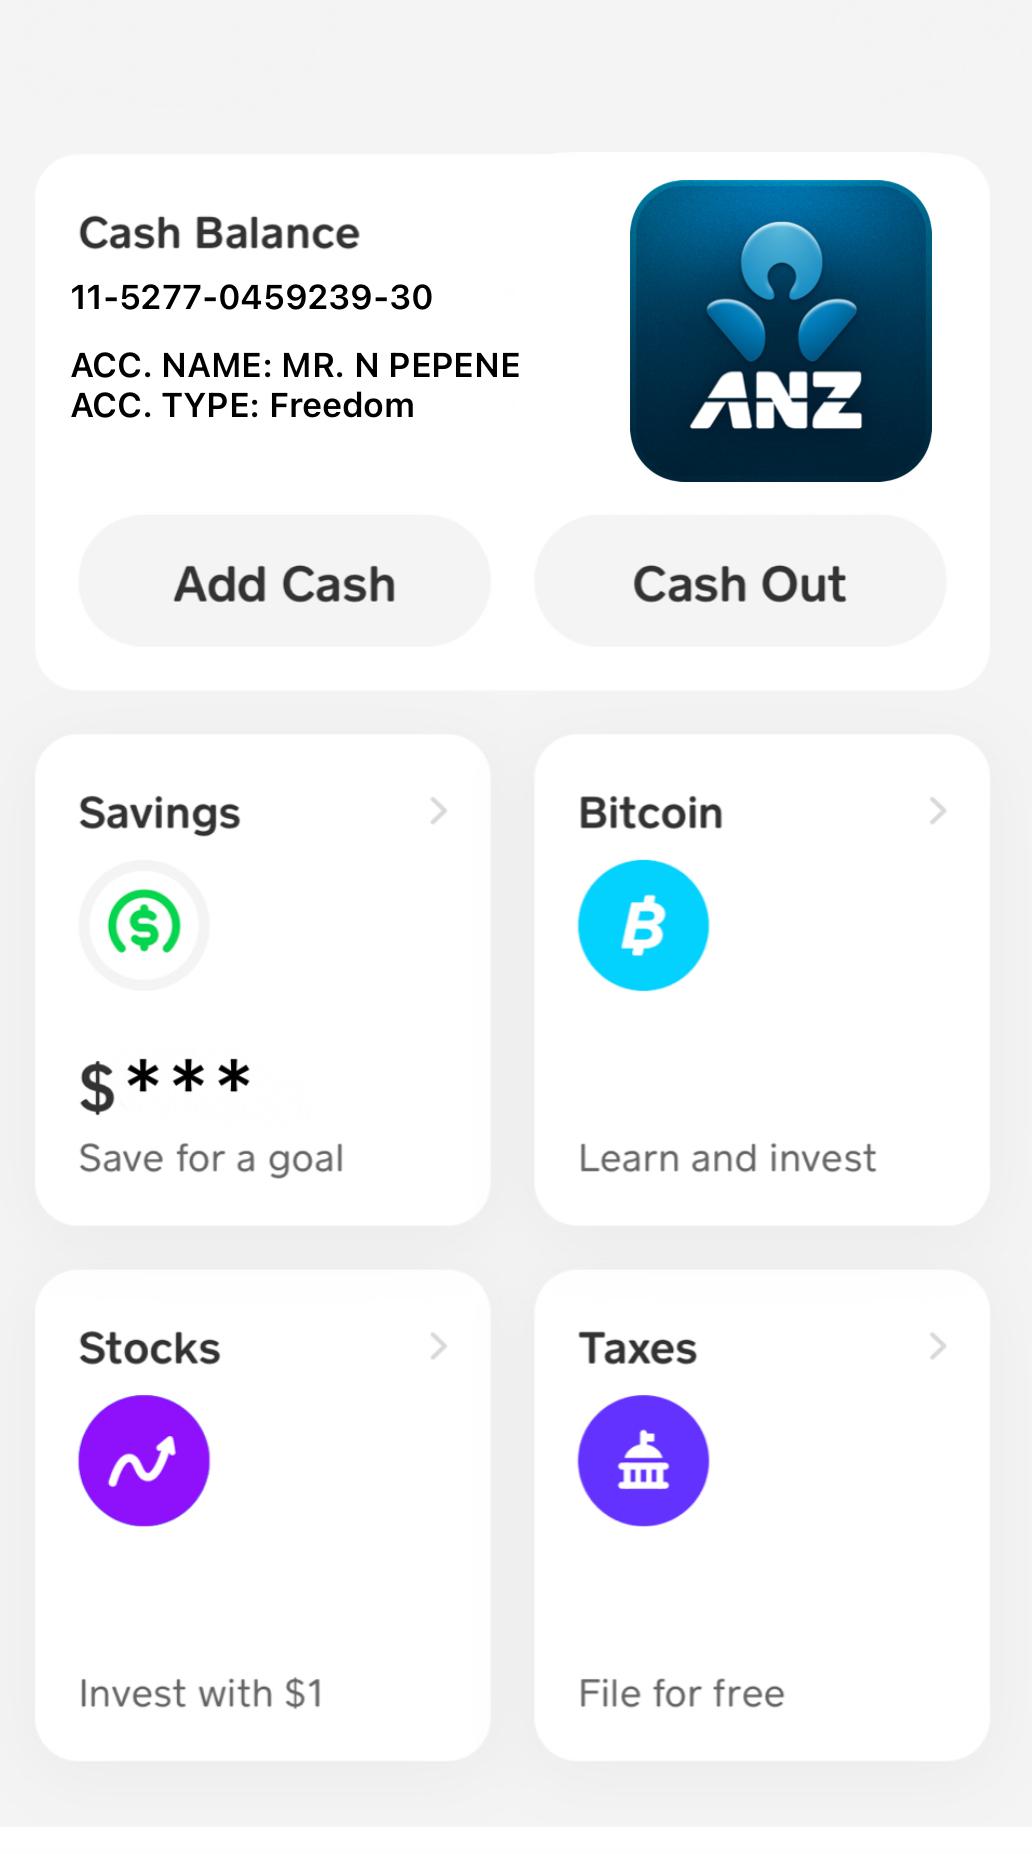 Cash Balance
11-5277-0459239-30
ACC. NAME: MR. N PEPENE
ACC. TYPE: Freedom
ANZ
Add Cash
Cash Out
Savings
Bitcoin
$***
Save for a goal
Learn and invest
Stocks
Taxes
Invest with $1
File for free